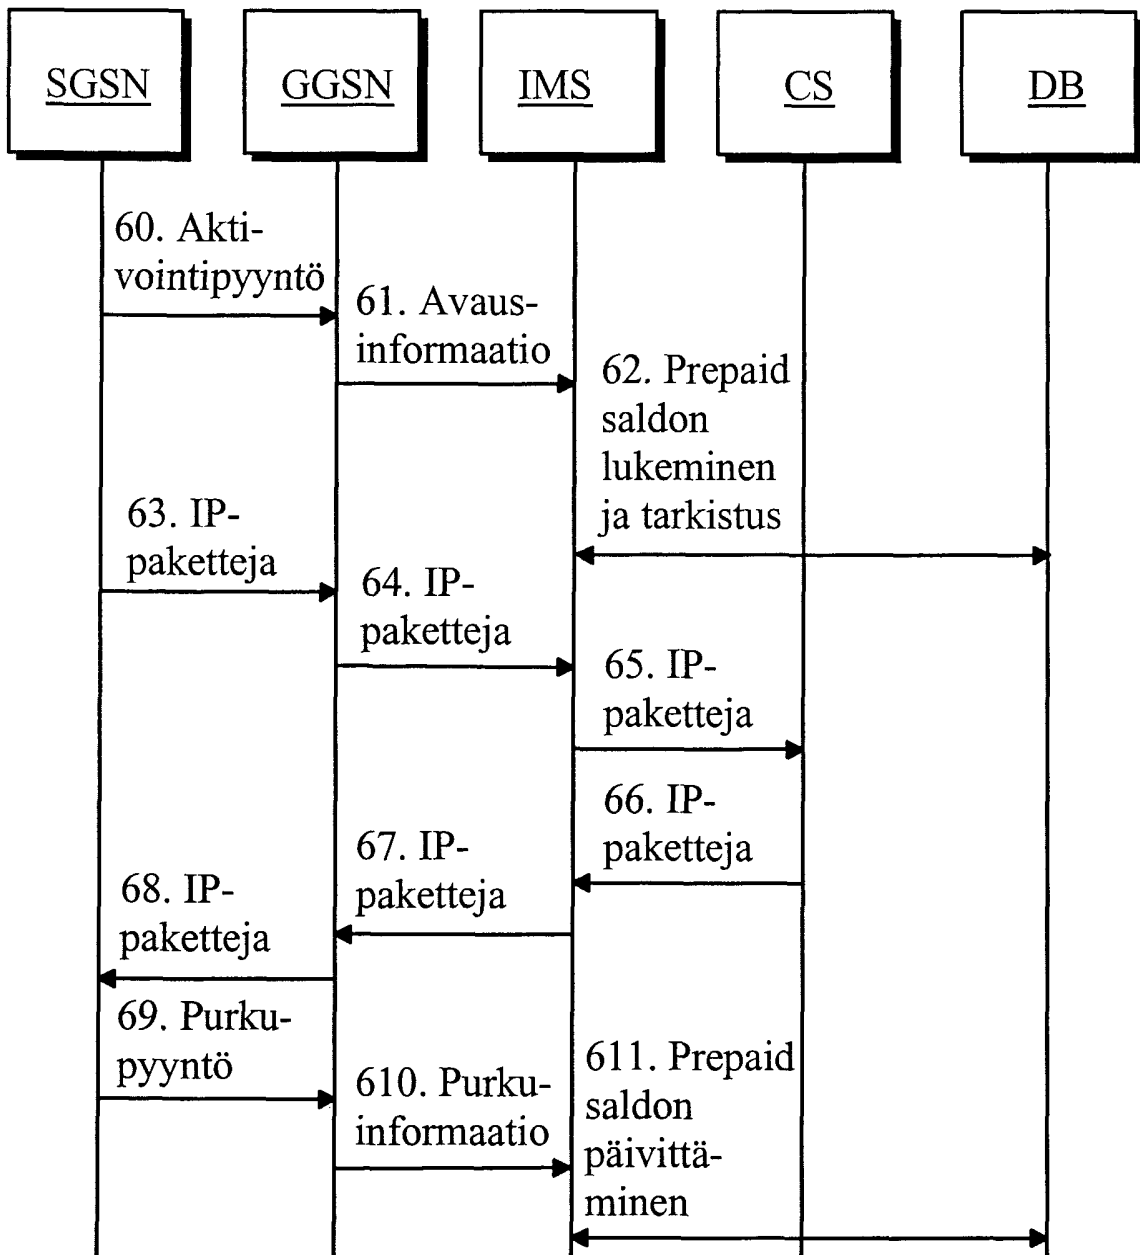 SGSN
GGSN
IMS
CS
DB
60. Akti-
vointipyyntö
61. Avaus-
informaatio
62. Prepaid
saldon
lukeminen
ja tarkistus
63. IP-
paketteja
64. IP-
paketteja
65. IP-
paketteja
66. IP-
paketteja
67. IP-
paketteja
68. IP-
paketteja
69. Purku-
pyyntö
610. Purku-
informaatio
611. Prepaid
saldon
päivittä-
minen